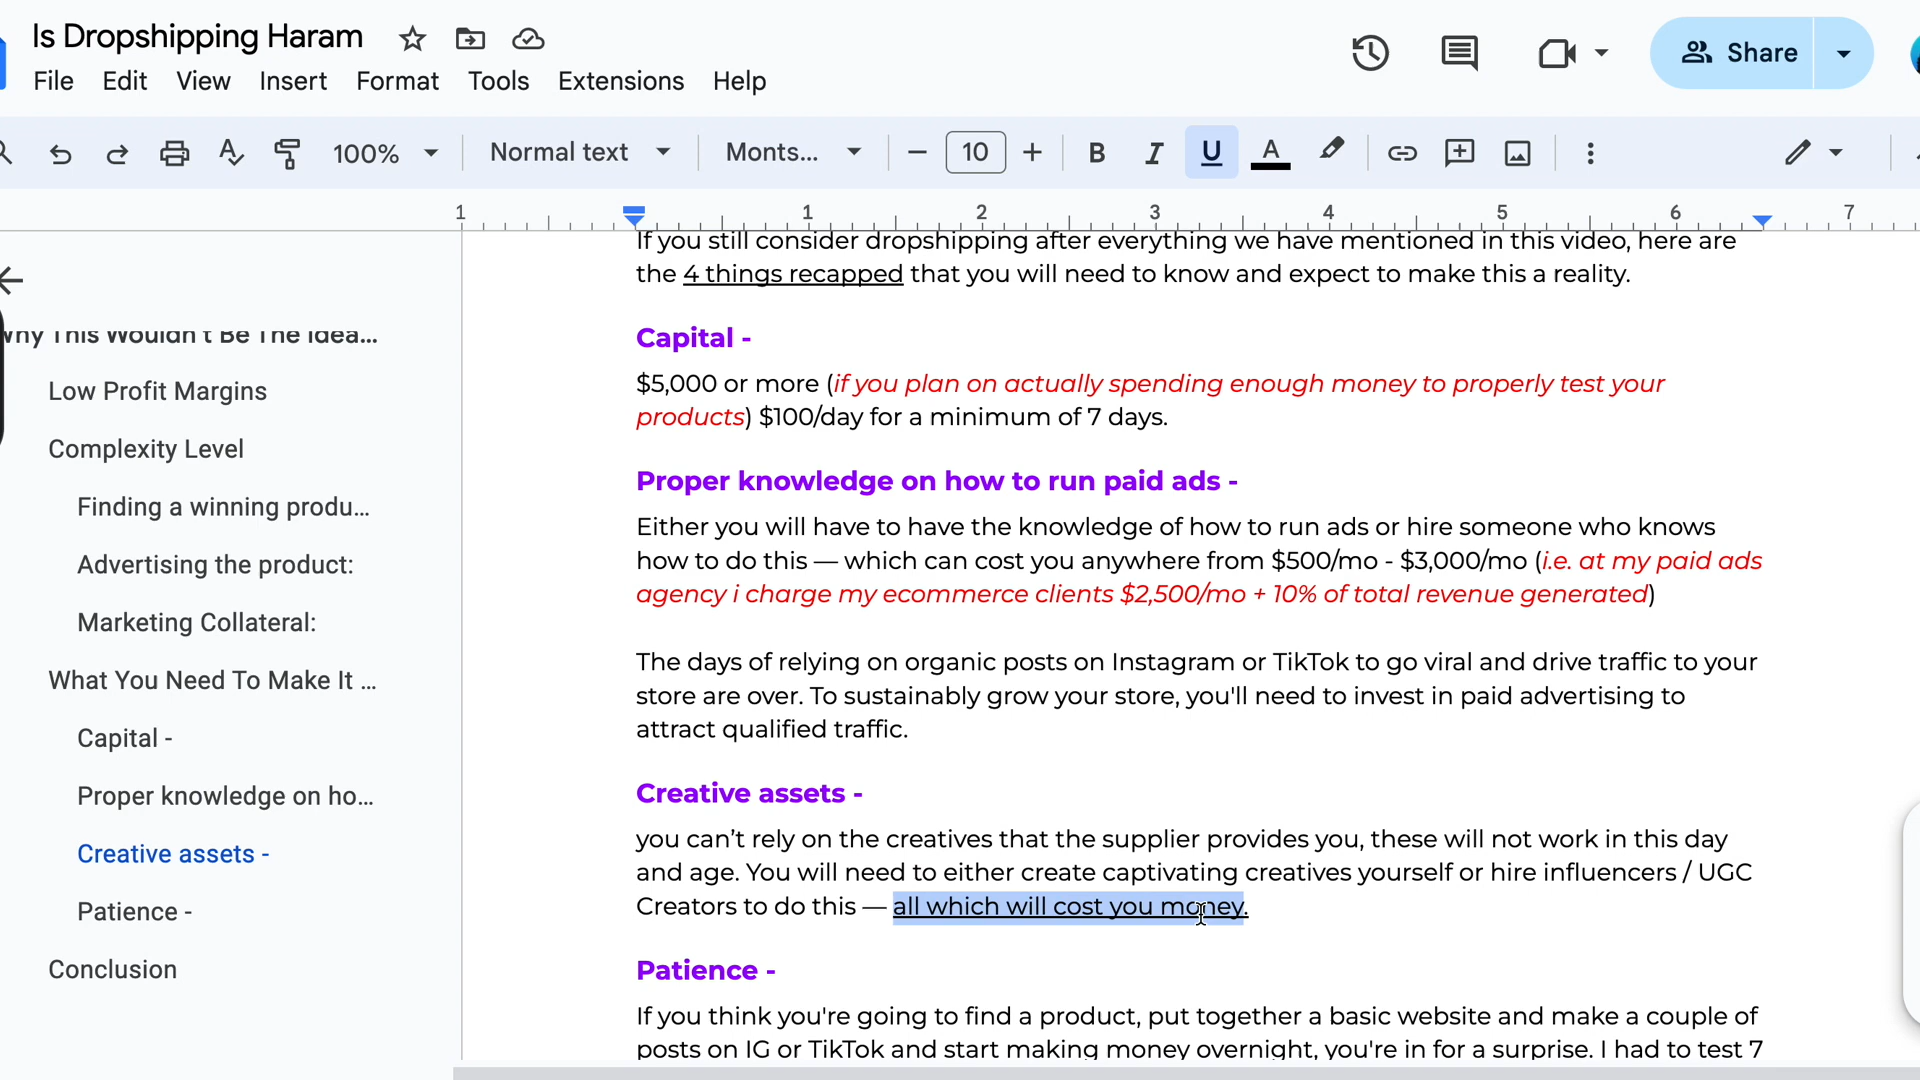 Is Dropshipping Haram
File Edit View Insert Format Tools Extensions Help
Share
100% Normal text Monts... 10 B I U A
1 1 2 3 4 5 6 7
Why This Wouldn't Be The Idea...
Low Profit Margins
Complexity Level
Finding a winning produ...
Advertising the product:
Marketing Collateral:
What You Need To Make It ...
Capital -
Proper knowledge on ho...
Creative assets -
Patience -
Conclusion
If you still consider dropshipping after everything we have mentioned in this video, here are
the 4 things recapped that you will need to know and expect to make this a reality.
Capital -
$5,000 or more (if you plan on actually spending enough money to properly test your
products) $100/day for a minimum of 7 days.
Proper knowledge on how to run paid ads -
Either you will have to have the knowledge of how to run ads or hire someone who knows
how to do this — which can cost you anywhere from $500/mo - $3,000/mo (i.e. at my paid ads
agency i charge my ecommerce clients $2,500/mo + 10% of total revenue generated)
The days of relying on organic posts on Instagram or TikTok to go viral and drive traffic to your
store are over. To sustainably grow your store, you'll need to invest in paid advertising to
attract qualified traffic.
Creative assets -
you can’t rely on the creatives that the supplier provides you, these will not work in this day
and age. You will need to either create captivating creatives yourself or hire influencers / UGC
Creators to do this — all which will cost you money.
Patience -
If you think you're going to find a product, put together a basic website and make a couple of
posts on IG or TikTok and start making money overnight, you're in for a surprise. I had to test 7